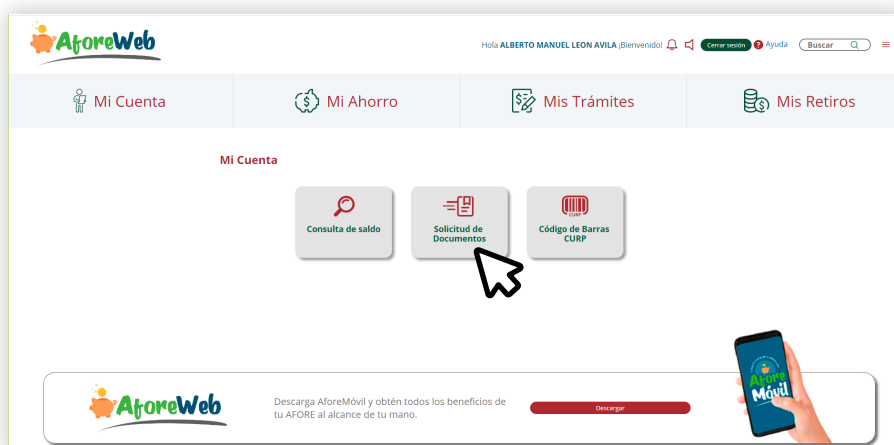 AforeWeb
Hola ALBERTO MANUEL LEON AVILA ¡Bienvenido! Cerrar sesión ? Ayuda Buscar
Mi Cuenta
$ Mi Ahorro
$ Mis Trámites
$ Mis Retiros
Mi Cuenta
Consulta de saldo
Solicitud de
Documentos
CURP
Código de Barras
CURP
AforeWeb
Descarga AforeMóvil y obtén todos los beneficios de
tu AFORE al alcance de tu mano.
Descargar
Afore
Móvil